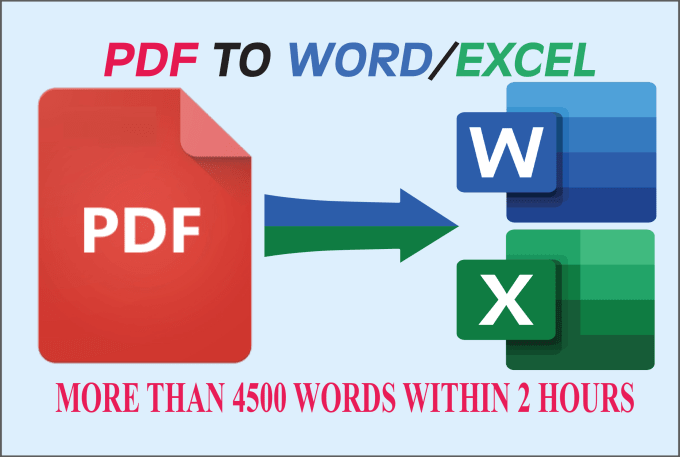 PDF TO WORD/EXCEL
PDF
W
X
MORE THAN 4500 WORDS WITHIN 2 HOURS